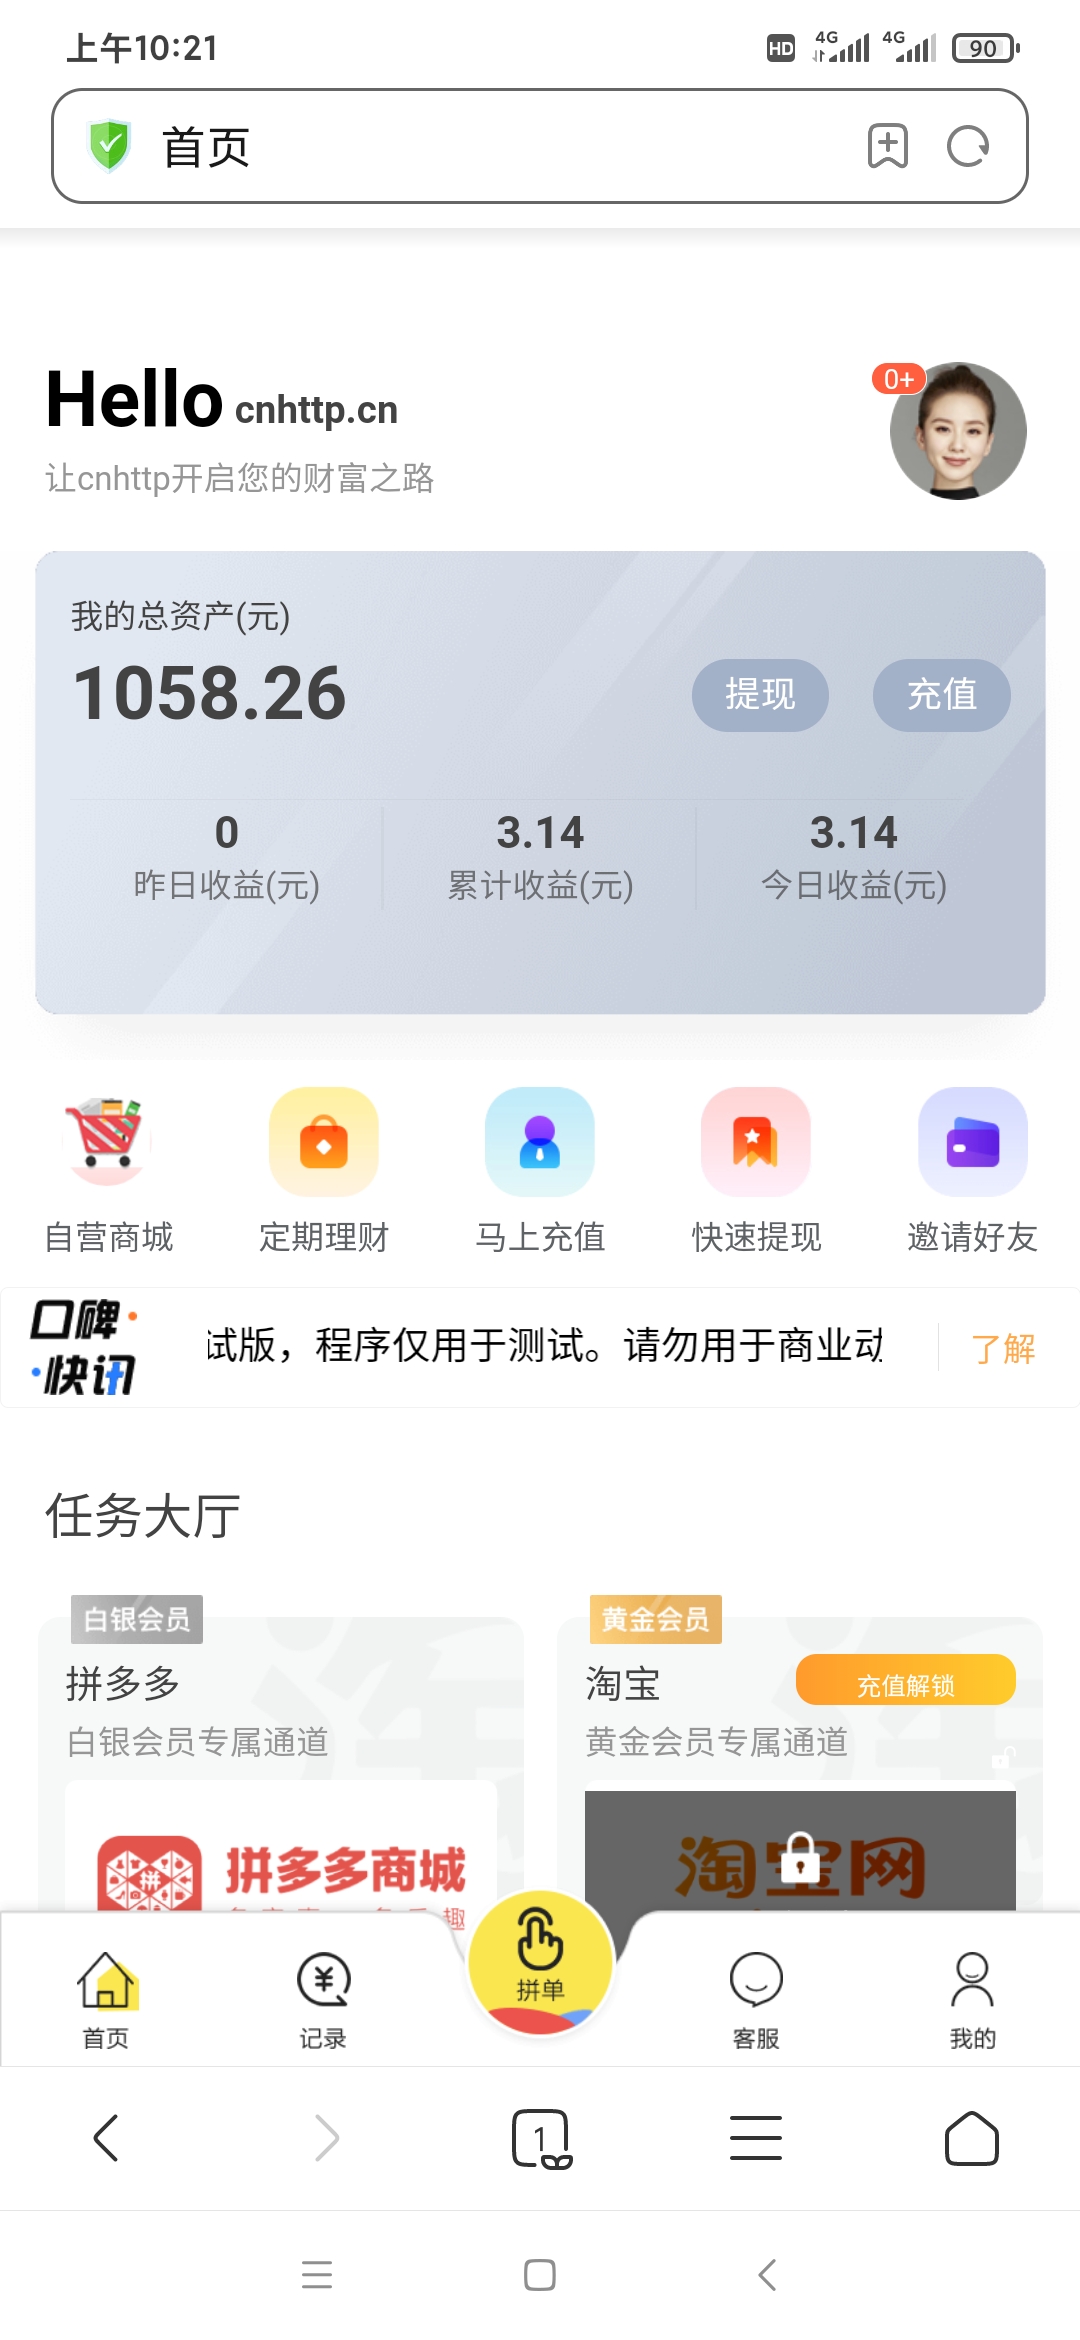 上午10:21
HD 4G 4G 90
首页
Hello cnhttp.cn
0+
让cnhttp开启您的财富之路
我的总资产(元)
1058.26
提现 充值
0 3.14 3.14
昨日收益(元) 累计收益(元) 今日收益(元)
自营商城 定期理财 马上充值 快速提现 邀请好友
口碑
快讯
试版，程序仅用于测试。请勿用于商业动
了解
任务大厅
白银会员 黄金会员
拼多多 淘宝 充值解锁
白银会员专属通道 黄金会员专属通道
拼 拼多多商城 淘宝网
趣
拼单
首页 记录 客服 我的
1